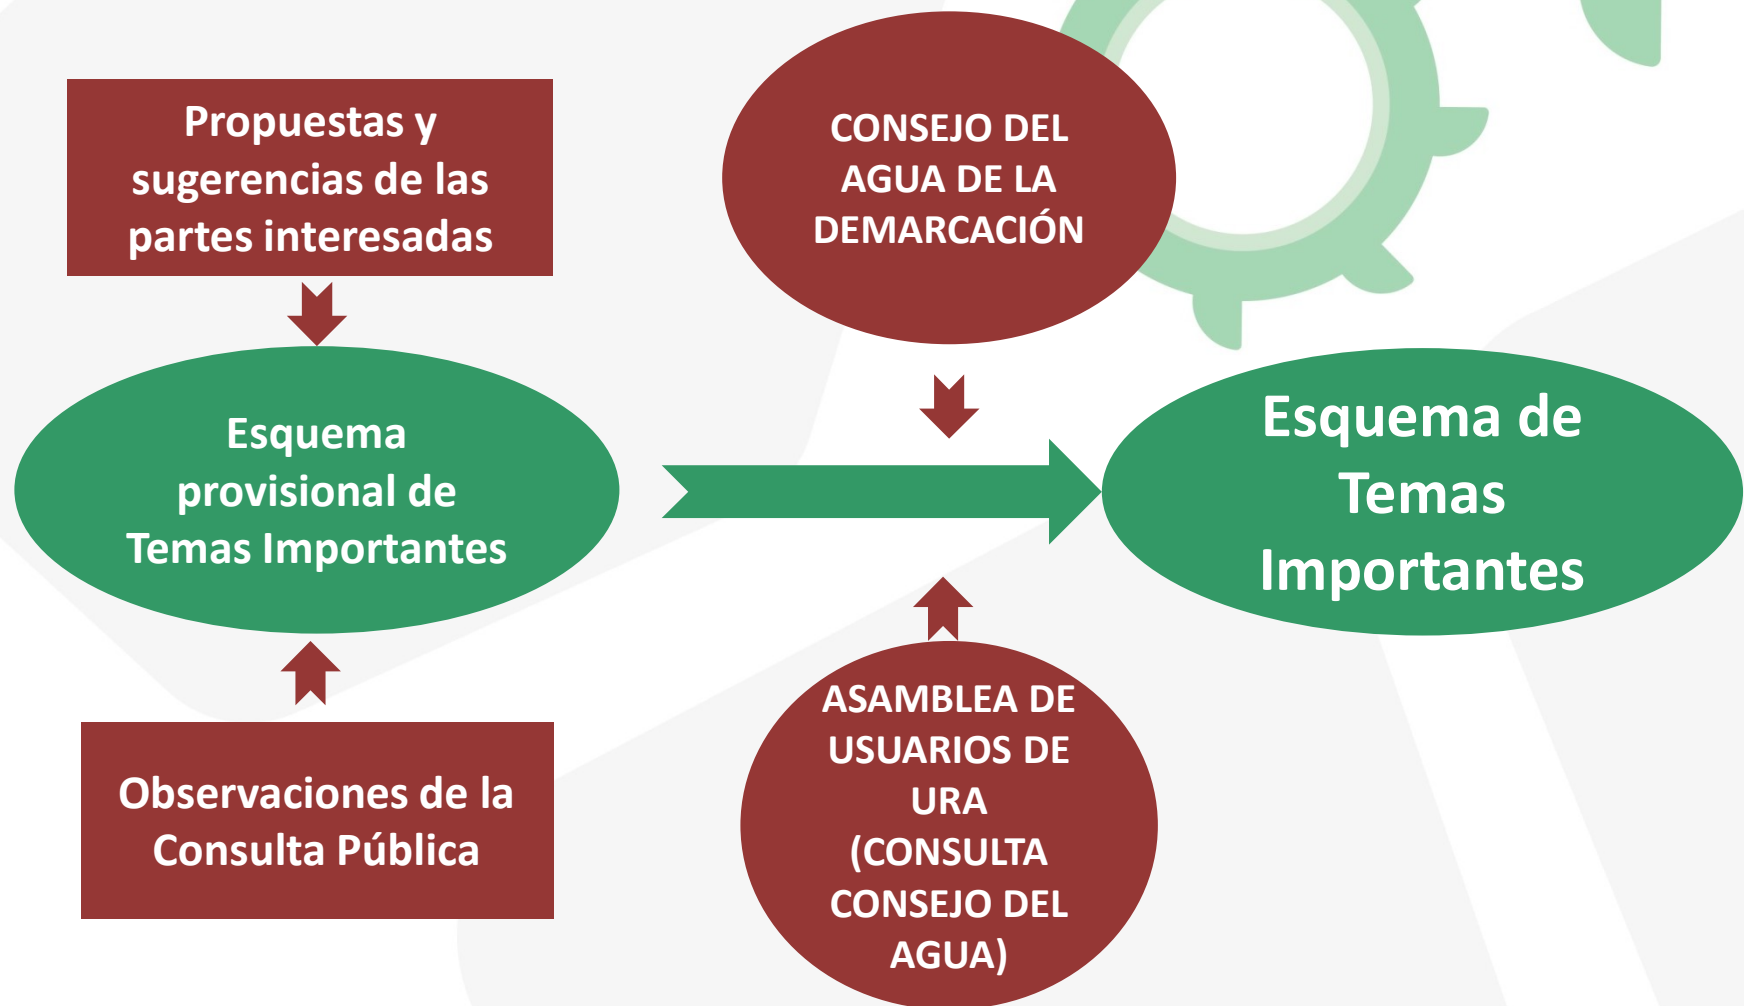 Propuestas y
sugerencias de las
partes interesadas
CONSEJO DEL
AGUA DE LA
DEMARCACIÓN
Esquema
provisional de
Temas Importantes
Esquema de
Temas
Importantes
Observaciones de la
Consulta Pública
ASAMBLEA DE
USUARIOS DE
URA
(CONSULTA
CONSEJO DEL
AGUA)